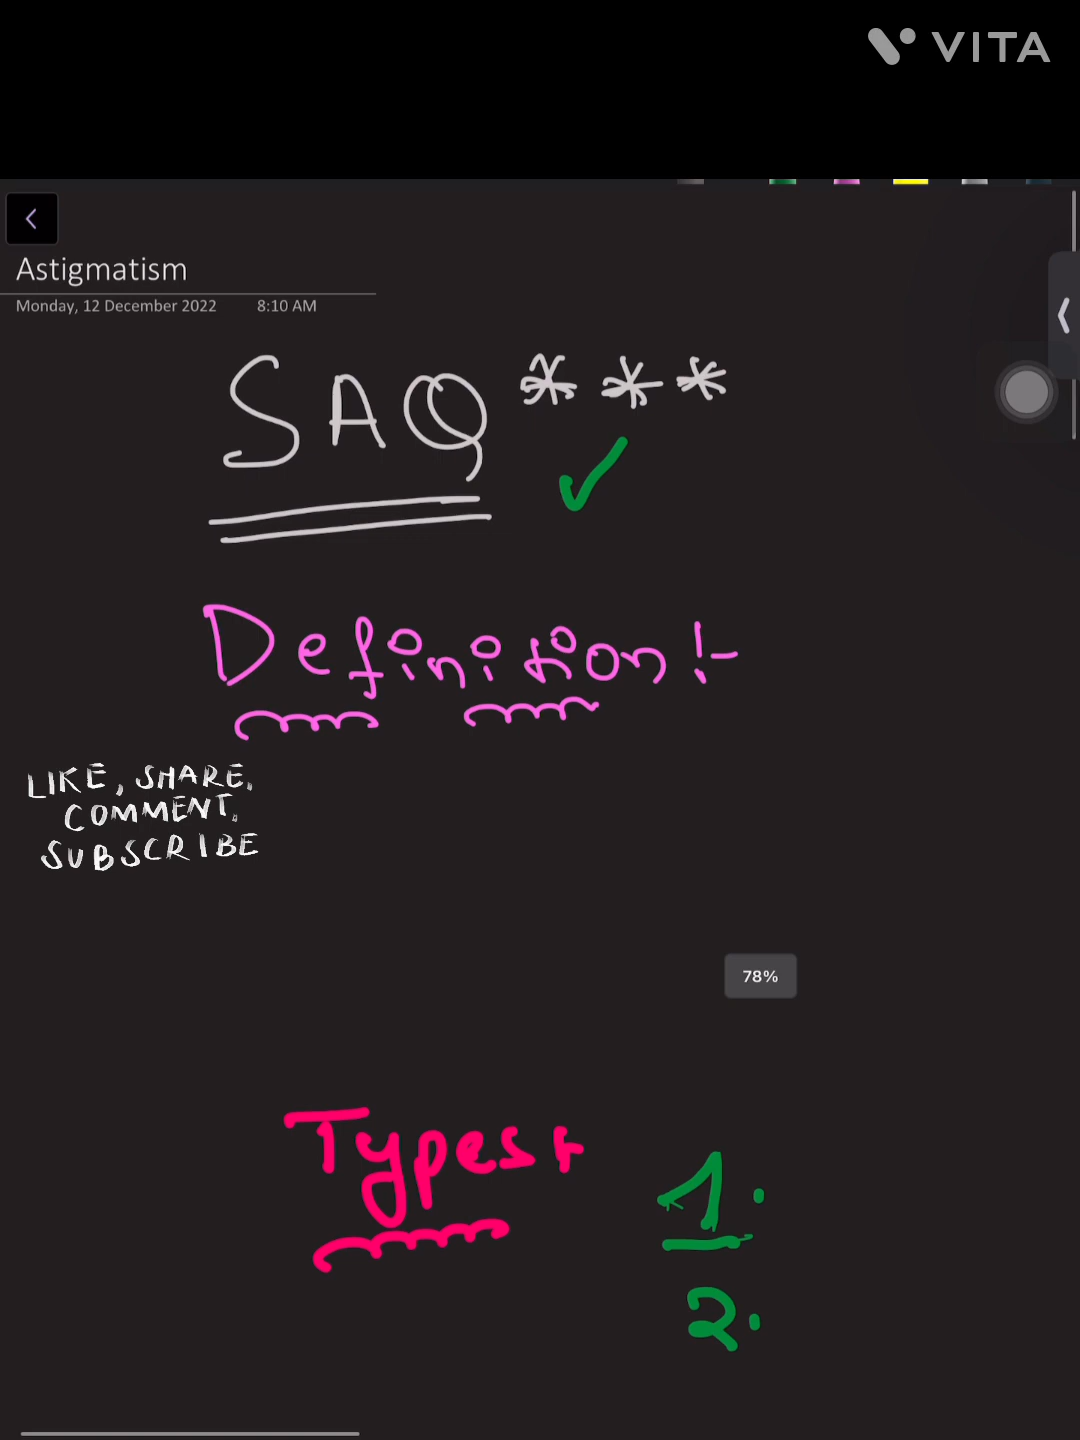 VITA
Astigmatism
Monday, 12 December 2022 8:10 AM
SAQ ***
Definition :-
LIKE, SHARE,
COMMENT,
SUBSCRIBE
78%
Types
1.
2.